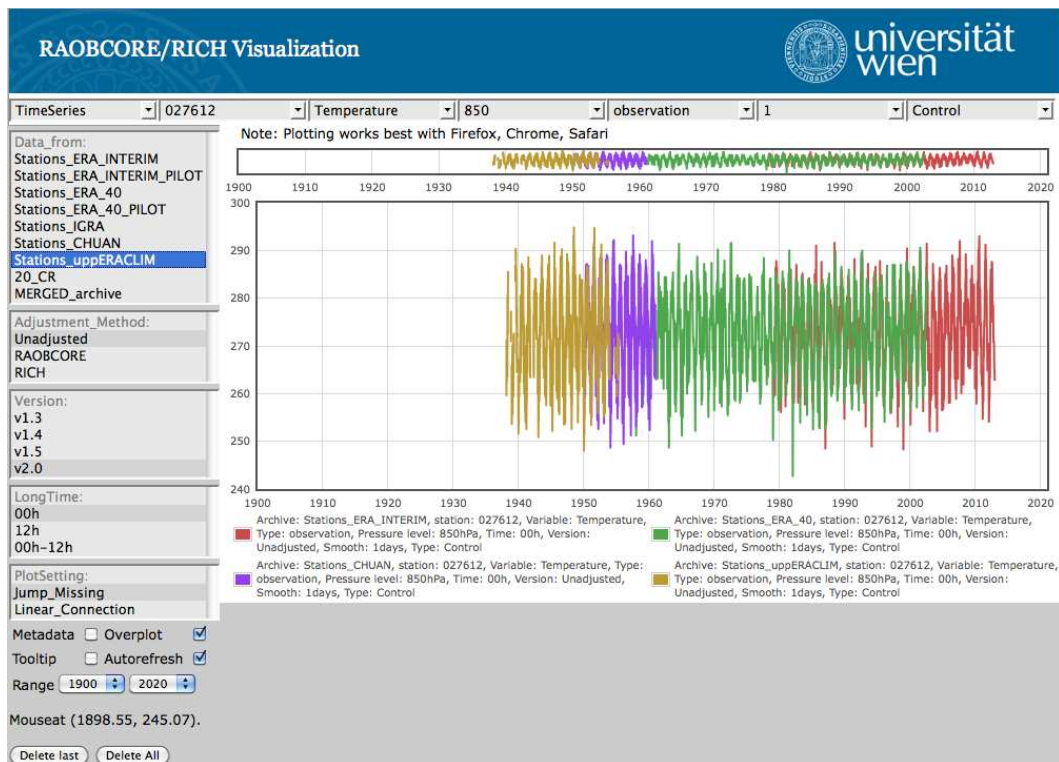 RAOBCORE/RICH Visualization
universität
wien
TimeSeries 027612 Temperature 850 observation 1 Control
Note: Plotting works best with Firefox, Chrome, Safari
Data_from:
Stations_ERA_INTERIM
Stations_ERA_INTERIM_PILOT
Stations_ERA_40
Stations_ERA_40_PILOT
Stations_IGRA
Stations_CHUAN
Stations_uppERACLIM
20_CR
MERGED_archive
Adjustment_Method:
Unadjusted
RAOBCORE
RICH
Version:
v1.3
v1.4
v1.5
v2.0
LongTime:
00h
12h
00h-12h
PlotSetting:
Jump_Missing
Linear_Connection
Metadata Overplot
Tooltip Autorefresh
Range 1900 2020
Mouseat (1898.55, 245.07).
Delete last Delete All
1900 1910 1920 1930 1940 1950 1960 1970 1980 1990 2000 2010 2020
300
290
280
270
260
250
240
1900 1910 1920 1930 1940 1950 1960 1970 1980 1990 2000 2010 2020
Archive: Stations_ERA_INTERIM, station: 027612, Variable: Temperature,
Type: observation, Pressure level: 850hPa, Time: 00h, Version:
Unadjusted, Smooth: 1days, Type: Control
Archive: Stations_ERA_40, station: 027612, Variable: Temperature,
Type: observation, Pressure level: 850hPa, Time: 00h, Version:
Unadjusted, Smooth: 1days, Type: Control
Archive: Stations_CHUAN, station: 027612, Variable: Temperature, Type:
observation, Pressure level: 850hPa, Time: 00h, Version: Unadjusted,
Smooth: 1days, Type: Control
Archive: Stations_uppERACLIM, station: 027612, Variable: Temperature,
Type: observation, Pressure level: 850hPa, Time: 00h, Version:
Unadjusted, Smooth: 1days, Type: Control